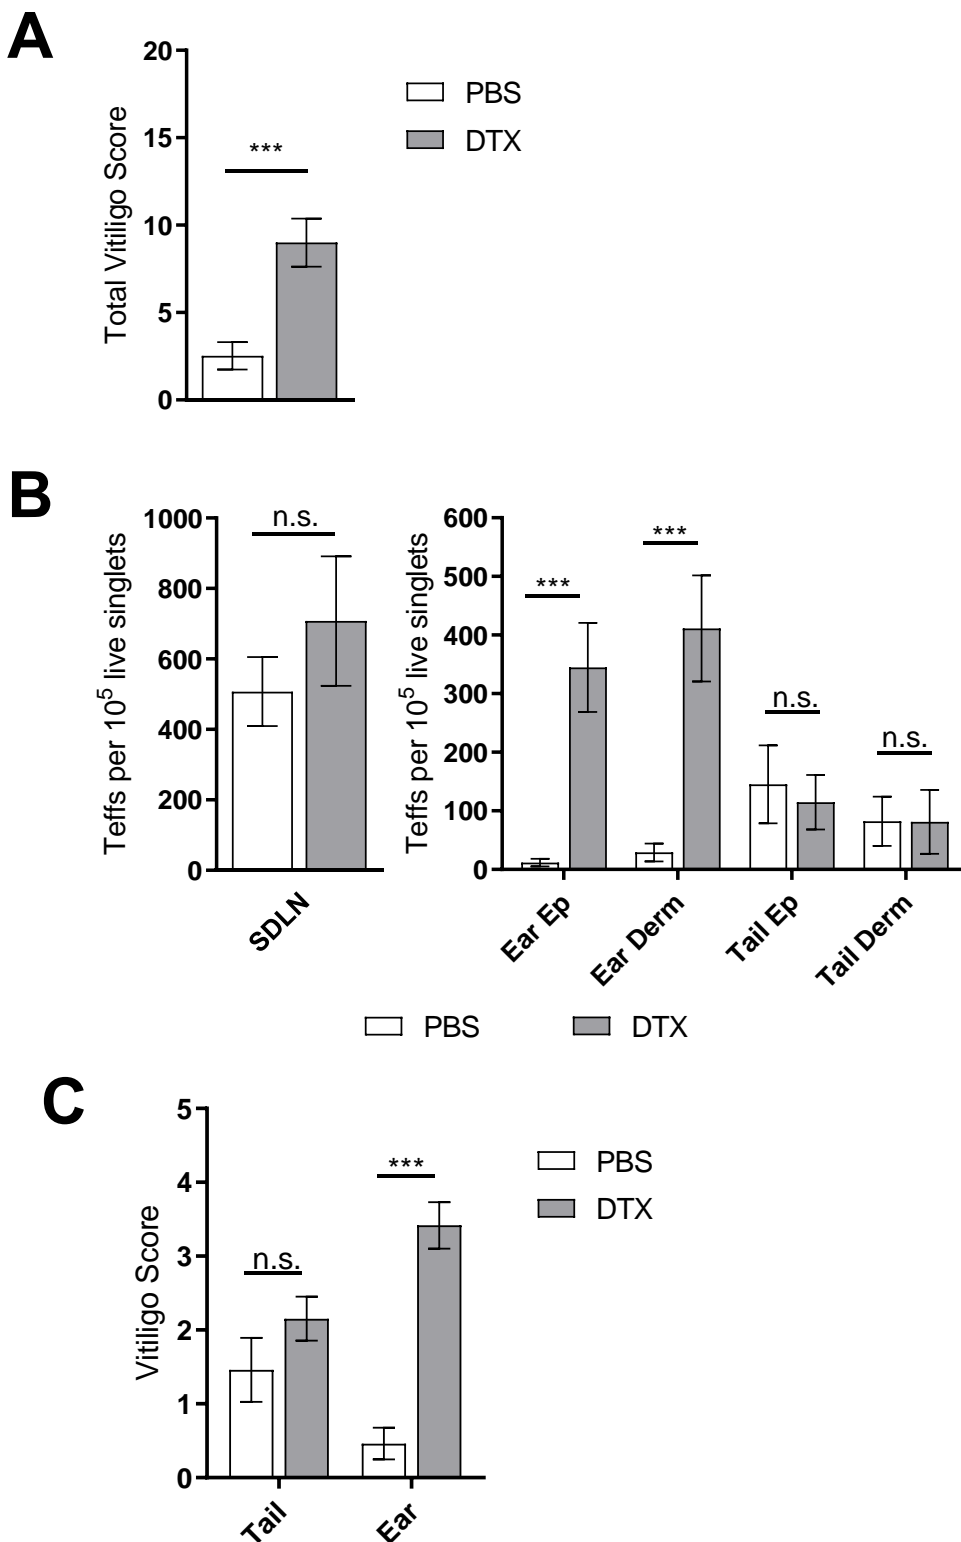 A
Total Vitiligo Score
20
15
10
5
0
***
PBS
DTX
B
Teffs per 10⁵ live singlets
1000
800
600
400
200
0
n.s.
SDLN
Teffs per 10⁵ live singlets
600
500
400
300
200
100
0
***
***
n.s.
n.s.
Ear Ep
Ear Derm
Tail Ep
Tail Derm
PBS
DTX
C
Vitiligo Score
5
4
3
2
1
0
n.s.
***
Tail
Ear
PBS
DTX